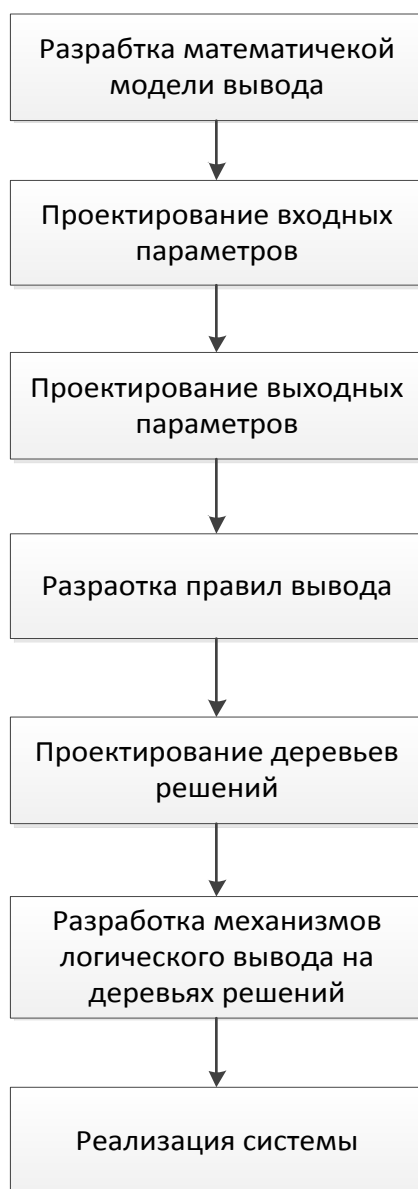 Разрабтка математичекой
модели вывода
Проектирование входных
параметров
Проектирование выходных
параметров
Разраотка правил вывода
Проектирование деревьев
решений
Разработка механизмов
логического вывода на
деревьях решений
Реализация системы